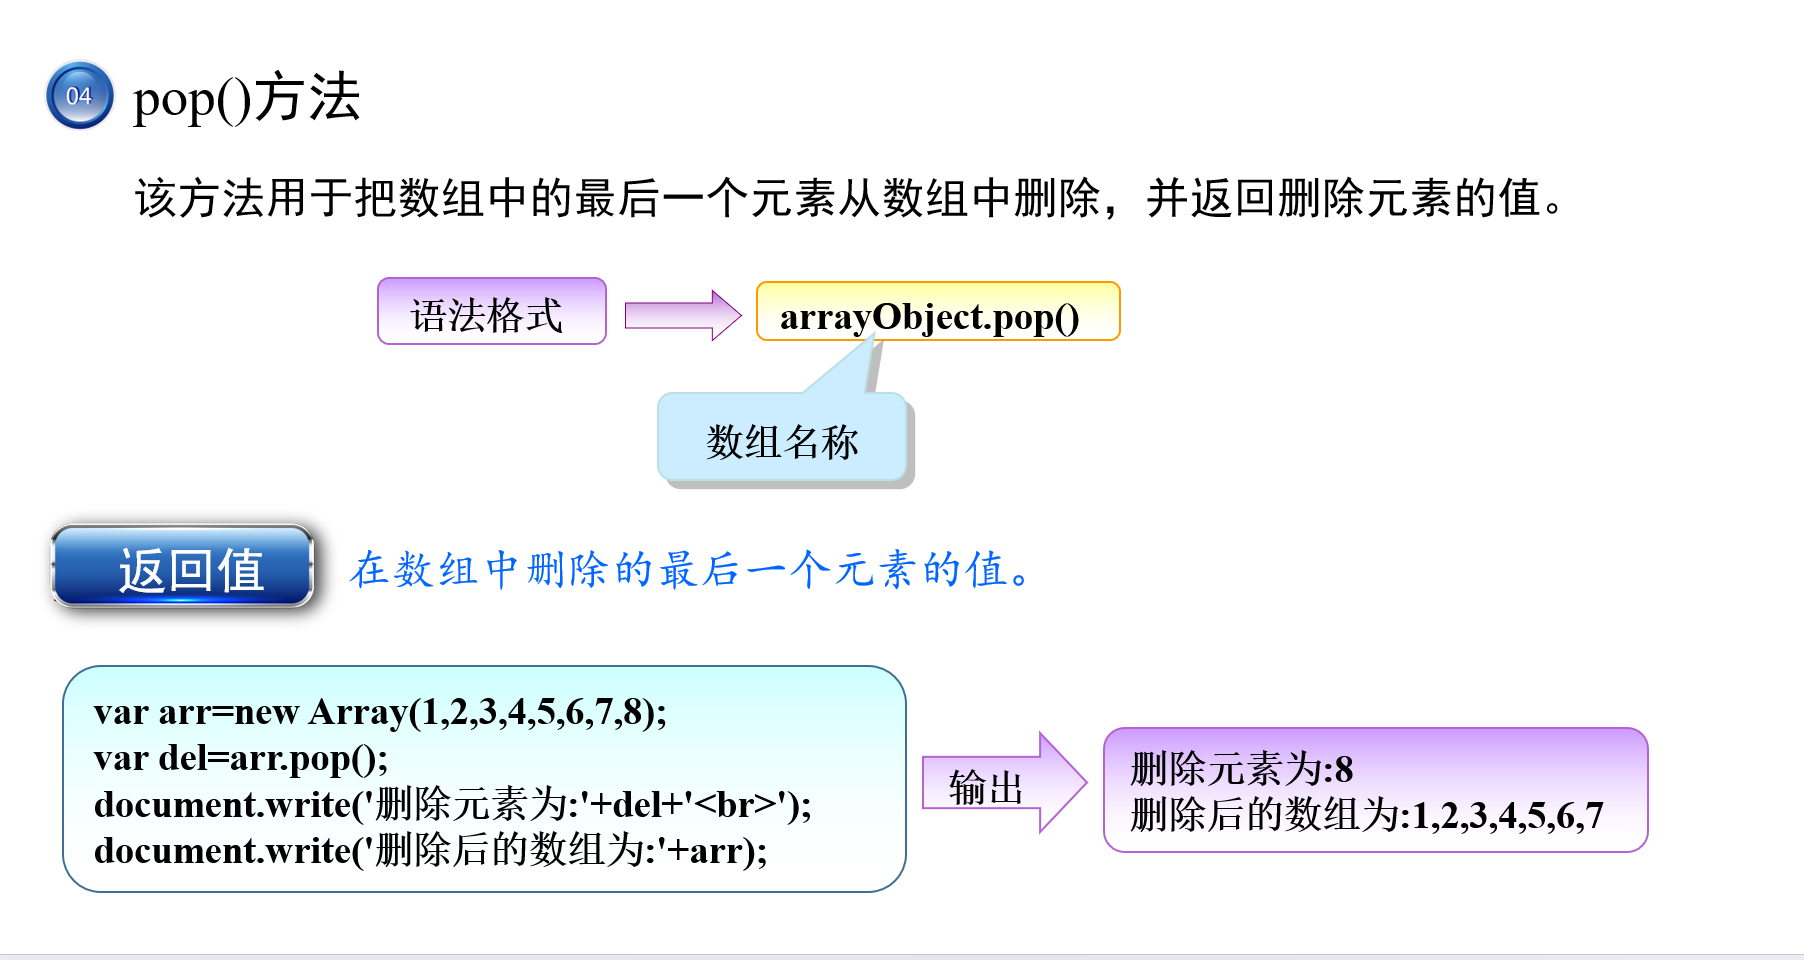 04
pop()方法
该方法用于把数组中的最后一个元素从数组中删除，并返回删除元素的值。
语法格式
arrayObject.pop()
数组名称
返回值
在数组中删除的最后一个元素的值。
var arr=new Array(1,2,3,4,5,6,7,8);
var del=arr.pop();
document.write('删除元素为:'+del+'<br>');
document.write('删除后的数组为:'+arr);
输出
删除元素为:8
删除后的数组为:1,2,3,4,5,6,7